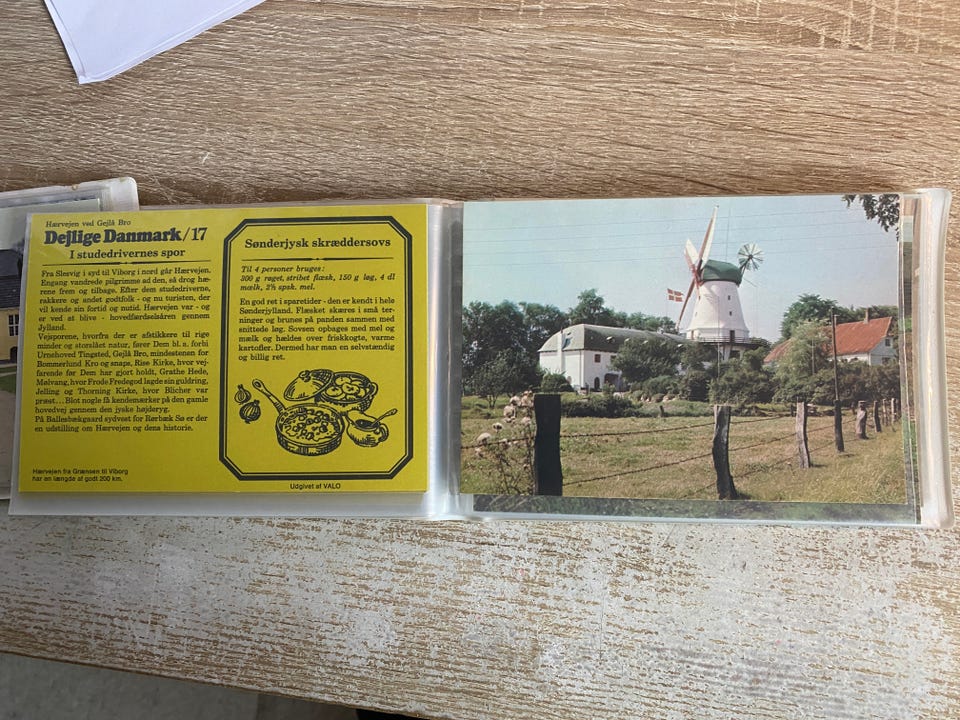 Hærvejen ved Gejlå Bro
Dejlige Danmark/17
I studedrivernes spor
Fra Slesvig i syd til Viborg i nord går Hærvejen.
Engang vandrede pilgrimme ad den, så drog hæ-
rene frem og tilbage. Efter dem studedriverne,
rakkere og andet godtfolk - og nu turisten, der
vil kende sin fortid og nutid. Hærvejen var - og
er ved at blive - hovedfærdselsåren gennem
Jylland.
Vejsporene, hvorfra der er afstikkere til rige
minder og storslået natur, fører Dem bl. a. forbi
Urnehoved Tingsted, Gejlå Bro, mindestenen for
Bommerlund Kro og snaps, Rise Kirke, hvor vej-
farende før Dem har gjort holdt, Grathe Hede,
Mølvang, hvor Frode Fredegod lagde sin guldring,
Jelling og Thorning Kirke, hvor Blicher var
præst... Blot nogle få kendemærker på den gamle
hovedvej gennem den jyske højderyg.
På Ballesbækgaard sydvest for Rørbæk Sø er der
en udstilling om Hærvejen og dens historie.
Hærvejen fra Grænsen til Viborg
har en længde af godt 200 km.
Sønderjysk skræddersovs
Til 4 personer bruges:
300 g røget, stribet flæsk, 150 g løg, 4 dl
mælk, 2½ spsk. mel.
En god ret i sparetider - den er kendt i hele
Sønderjylland. Flæsket skæres i små ter-
ninger og brunes på panden sammen med
snittede løg. Sovsen opbages med mel og
mælk og hældes over friskkogte, varme
kartofler. Dermed har man en selvstændig
og billig ret.
Udgivet af VALO